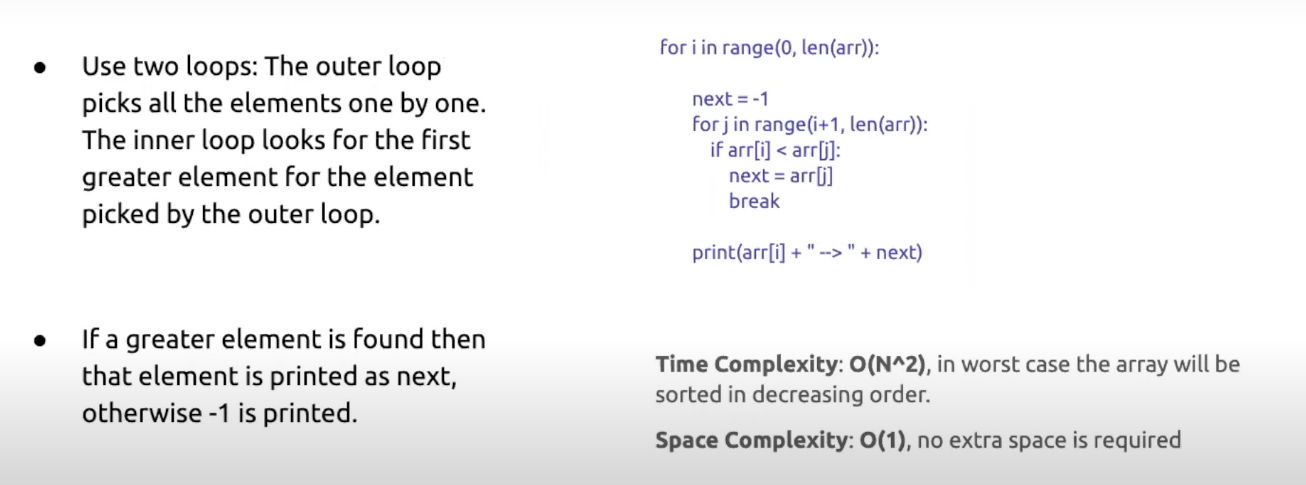 ● Use two loops: The outer loop
picks all the elements one by one.
The inner loop looks for the first
greater element for the element
picked by the outer loop.
● If a greater element is found then
that element is printed as next,
otherwise -1 is printed.
for i in range(0, len(arr)):
next = -1
for j in range(i+1, len(arr)):
if arr[i] < arr[j]:
next = arr[j]
break
print(arr[i] + " --> " + next)
Time Complexity: O(N^2), in worst case the array will be
sorted in decreasing order.
Space Complexity: O(1), no extra space is required